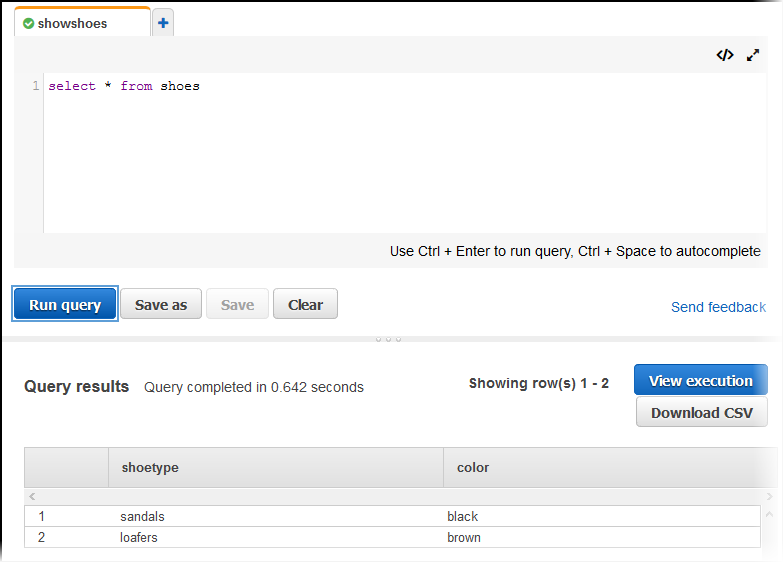 showshoes
1 select * from shoes
Use Ctrl + Enter to run query, Ctrl + Space to autocomplete
Run query Save as Save Clear Send feedback
Query results Query completed in 0.642 seconds Showing row(s) 1 - 2 View execution
Download CSV
shoetype color
1 sandals black
2 loafers brown